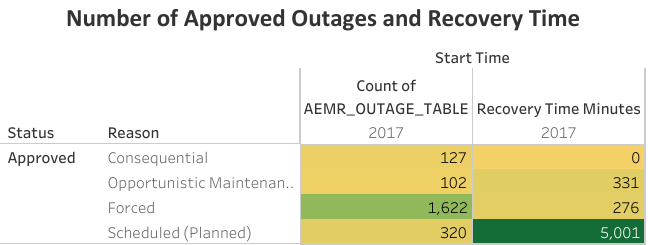 Number of Approved Outages and Recovery Time
Start Time
Count of
AEMR_OUTAGE_TABLE Recovery Time Minutes
Status Reason 2017 2017
Approved Consequential 127 0
Opportunistic Maintenan.. 102 331
Forced 1,622 276
Scheduled (Planned) 320 5,001